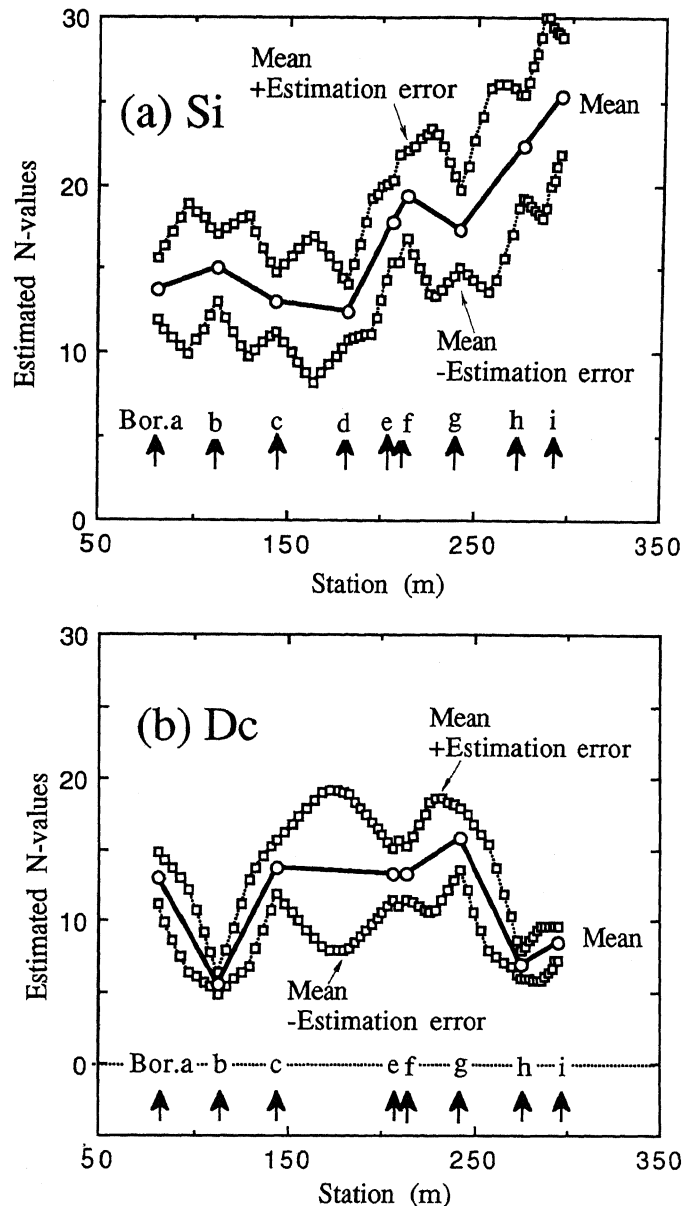 30
20
10
0
Estimated N-values
(a) Si
Mean
+Estimation error
Mean
Mean
-Estimation error
Bor.a b c d e f g h i
50 150 250 350
Station (m)
30
20
10
0
Estimated N-values
(b) Dc
Mean
+Estimation error
Mean
Mean
-Estimation error
Bor.a b c e f g h i
50 150 250 350
Station (m)